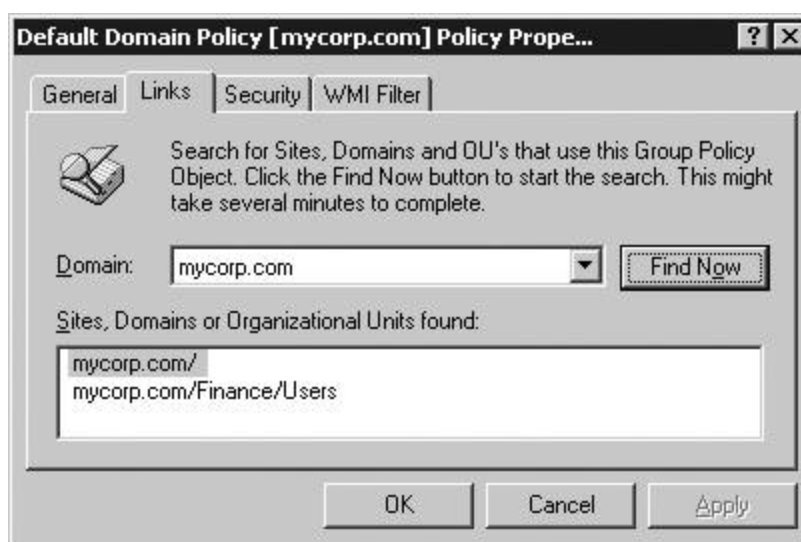 Default Domain Policy [mycorp.com] Policy Prope...
General Links Security WMI Filter
Search for Sites, Domains and OU's that use this Group Policy
Object. Click the Find Now button to start the search. This might
take several minutes to complete.
Domain: mycorp.com Find Now
Sites, Domains or Organizational Units found:
mycorp.com/
mycorp.com/Finance/Users
OK Cancel Apply